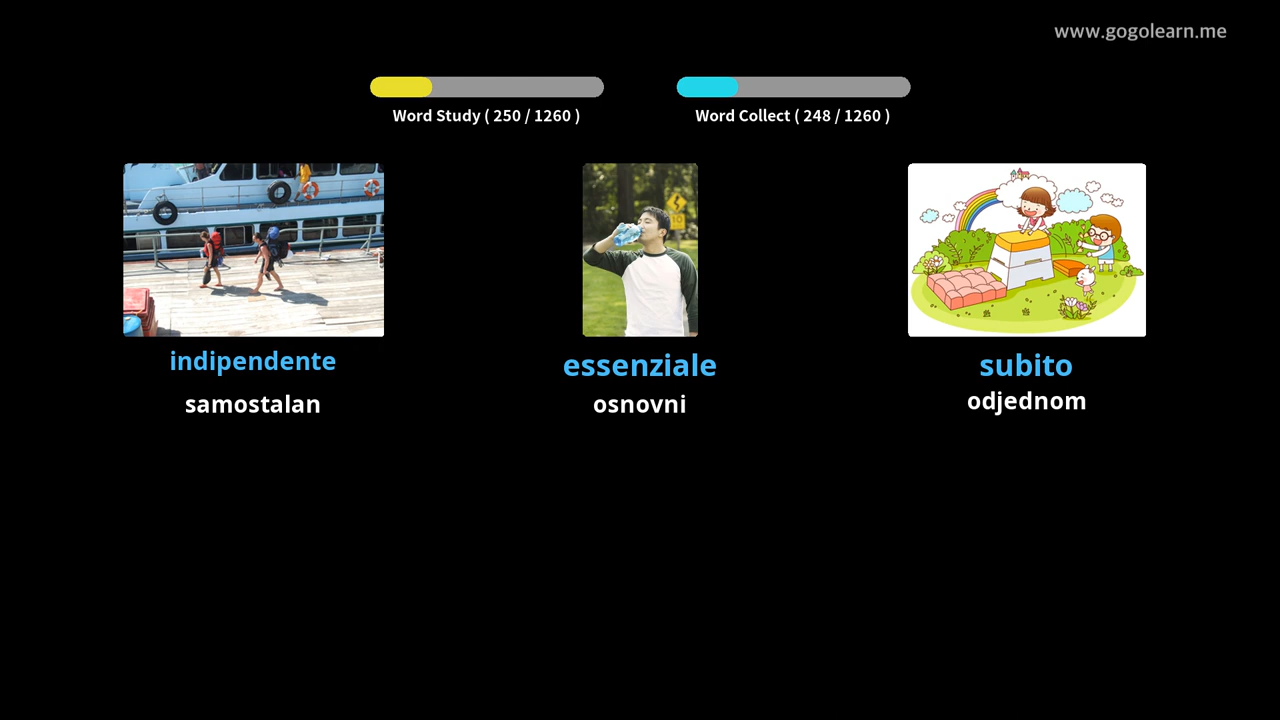 www.gogolearn.me
Word Study ( 250 / 1260 )
Word Collect ( 248 / 1260 )
indipendente
samostalan
essenziale
osnovni
subito
odjednom